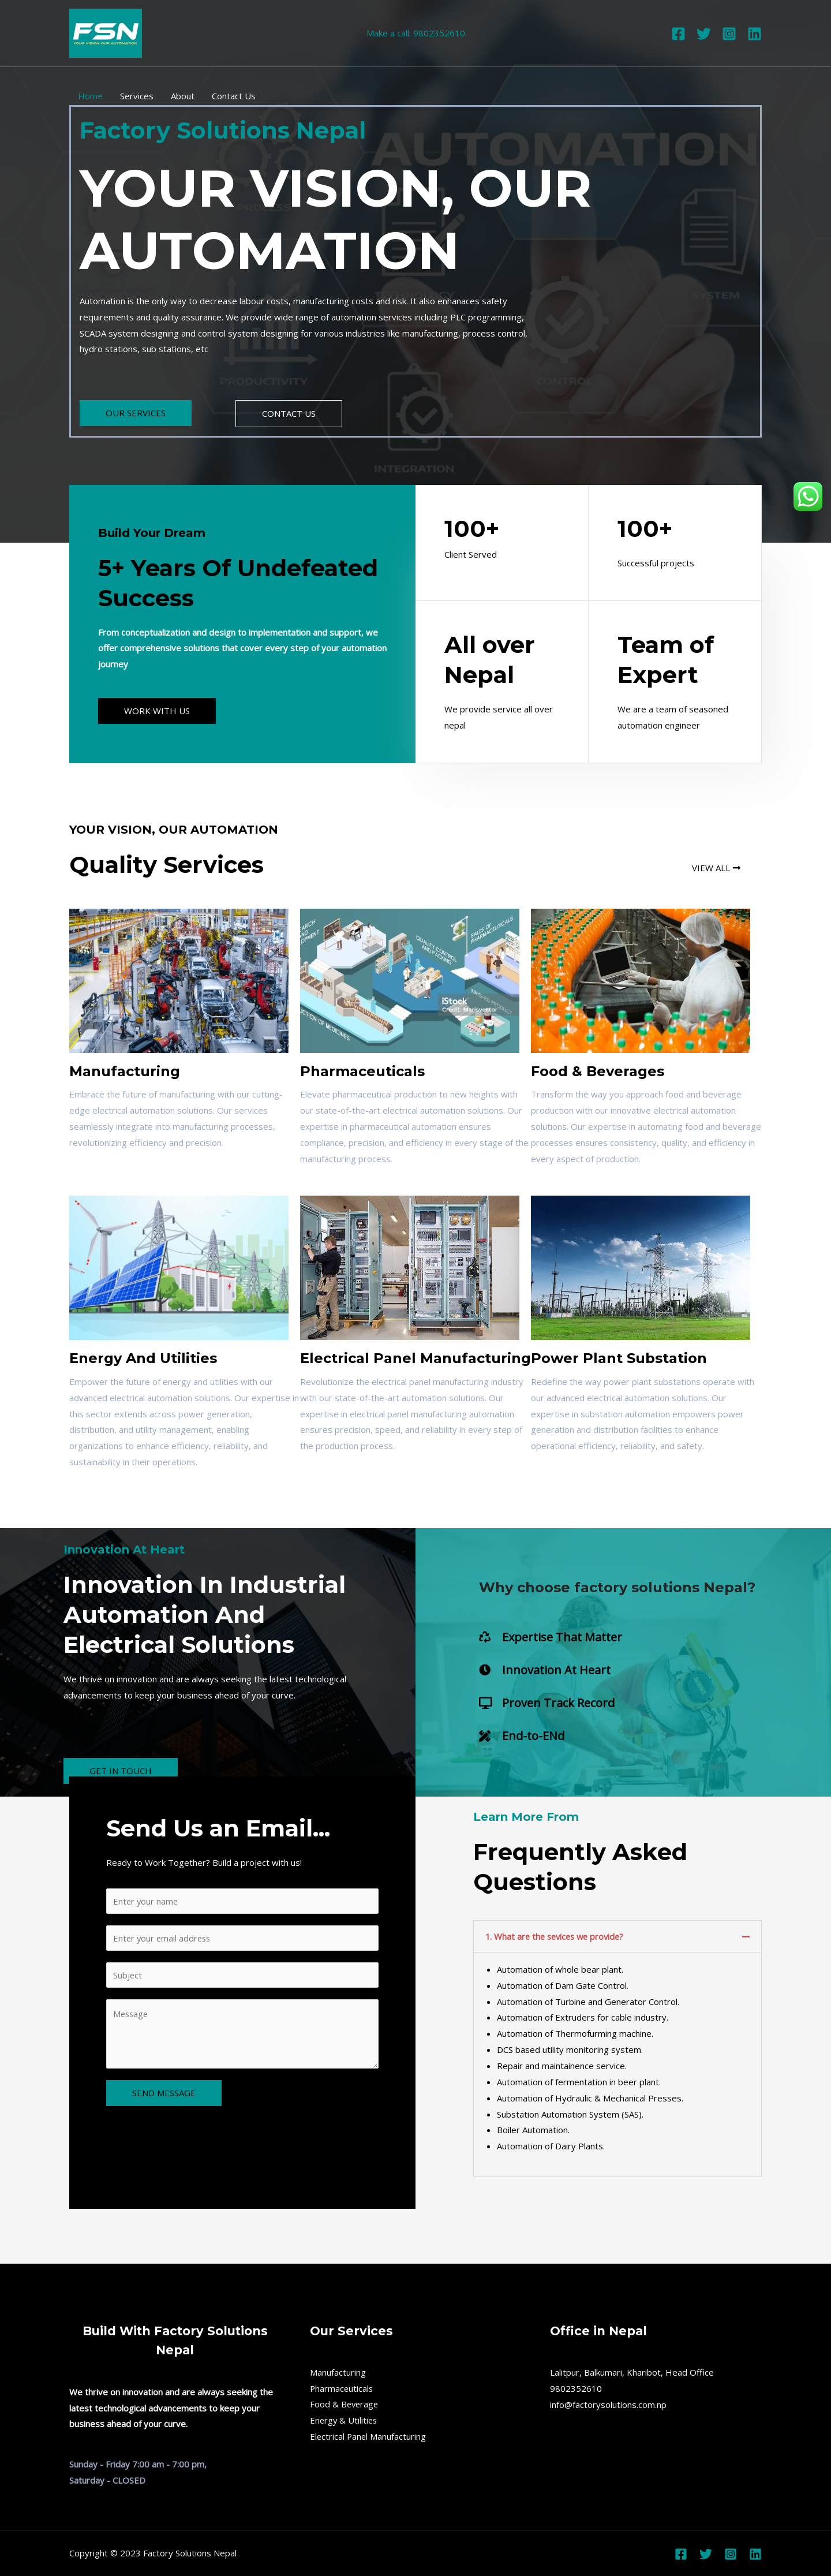 FSN
YOUR VISION, OUR AUTOMATION
Make a call: 9802352610
Home
Services
About
Contact Us
Factory Solutions Nepal
AUTOMATION
YOUR VISION, OUR
AUTOMATION
SYSTEM
Automation is the only way to decrease labour costs, manufacturing costs and risk. It also enhanaces safety
requirements and quality assurance. We provide wide range of automation services including PLC programming,
SCADA system designing and control system designing for various industries like manufacturing, process control,
hydro stations, sub stations, etc
PRODUCTIVITY
CONTROL
OUR SERVICES
CONTACT US
INTEGRATION
Build Your Dream
5+ Years Of Undefeated
Success
From conceptualization and design to implementation and support, we
offer comprehensive solutions that cover every step of your automation
journey
WORK WITH US
100+
Client Served
100+
Successful projects
All over
Nepal
We provide service all over
nepal
Team of
Expert
We are a team of seasoned
automation engineer
YOUR VISION, OUR AUTOMATION
Quality Services
VIEW ALL
iStock
Credit: Marisvector
Manufacturing
Embrace the future of manufacturing with our cutting-
edge electrical automation solutions. Our services
seamlessly integrate into manufacturing processes,
revolutionizing efficiency and precision.
Pharmaceuticals
Elevate pharmaceutical production to new heights with
our state-of-the-art electrical automation solutions. Our
expertise in pharmaceutical automation ensures
compliance, precision, and efficiency in every stage of the
manufacturing process.
Food & Beverages
Transform the way you approach food and beverage
production with our innovative electrical automation
solutions. Our expertise in automating food and beverage
processes ensures consistency, quality, and efficiency in
every aspect of production.
Energy And Utilities
Empower the future of energy and utilities with our
advanced electrical automation solutions. Our expertise in
this sector extends across power generation,
distribution, and utility management, enabling
organizations to enhance efficiency, reliability, and
sustainability in their operations.
Electrical Panel Manufacturing
Revolutionize the electrical panel manufacturing industry
with our state-of-the-art automation solutions. Our
expertise in electrical panel manufacturing automation
ensures precision, speed, and reliability in every step of
the production process.
Power Plant Substation
Redefine the way power plant substations operate with
our advanced electrical automation solutions. Our
expertise in substation automation empowers power
generation and distribution facilities to enhance
operational efficiency, reliability, and safety.
Innovation At Heart
Innovation In Industrial
Automation And
Electrical Solutions
We thrive on innovation and are always seeking the latest technological
advancements to keep your business ahead of your curve.
GET IN TOUCH
Why choose factory solutions Nepal?
Expertise That Matter
Innovation At Heart
Proven Track Record
End-to-ENd
Send Us an Email...
Ready to Work Together? Build a project with us!
Enter your name
Enter your email address
Subject
Message
SEND MESSAGE
Learn More From
Frequently Asked
Questions
1. What are the sevices we provide?
Automation of whole bear plant.
Automation of Dam Gate Control.
Automation of Turbine and Generator Control.
Automation of Extruders for cable industry.
Automation of Thermofurming machine.
DCS based utility monitoring system.
Repair and maintainence service.
Automation of fermentation in beer plant.
Automation of Hydraulic & Mechanical Presses.
Substation Automation System (SAS).
Boiler Automation.
Automation of Dairy Plants.
Build With Factory Solutions
Nepal
We thrive on innovation and are always seeking the
latest technological advancements to keep your
business ahead of your curve.
Sunday - Friday 7:00 am - 7:00 pm,
Saturday - CLOSED
Our Services
Manufacturing
Pharmaceuticals
Food & Beverage
Energy & Utilities
Electrical Panel Manufacturing
Office in Nepal
Lalitpur, Balkumari, Kharibot, Head Office
9802352610
info@factorysolutions.com.np
Copyright © 2023 Factory Solutions Nepal